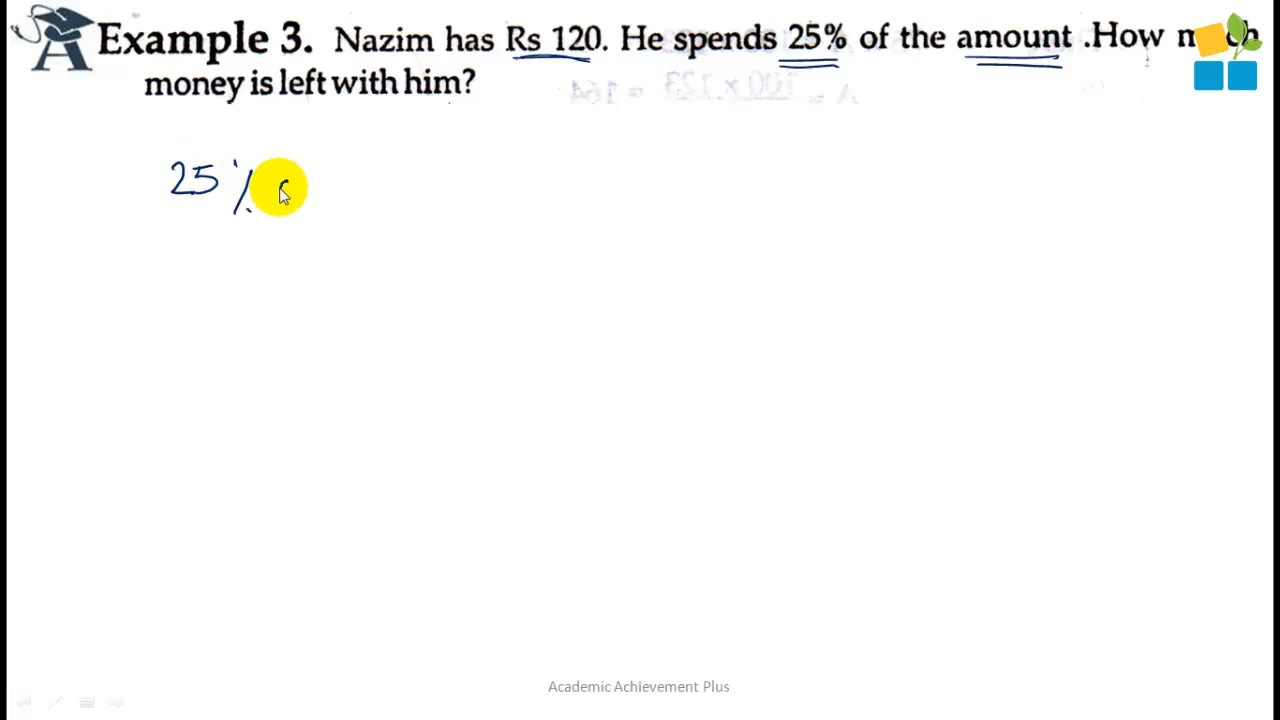 Example 3. Nazim has Rs 120. He spends 25% of the amount .How
money is left with him?
25 %
Academic Achievement Plus